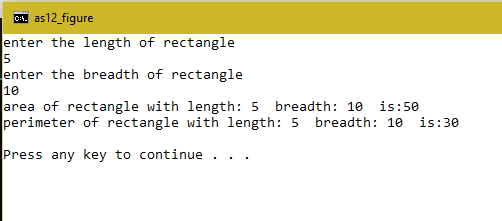 as12_figure
enter the length of rectangle
5
enter the breadth of rectangle
10
area of rectangle with length: 5  breadth: 10  is:50
perimeter of rectangle with length: 5  breadth: 10  is:30
Press any key to continue . . .